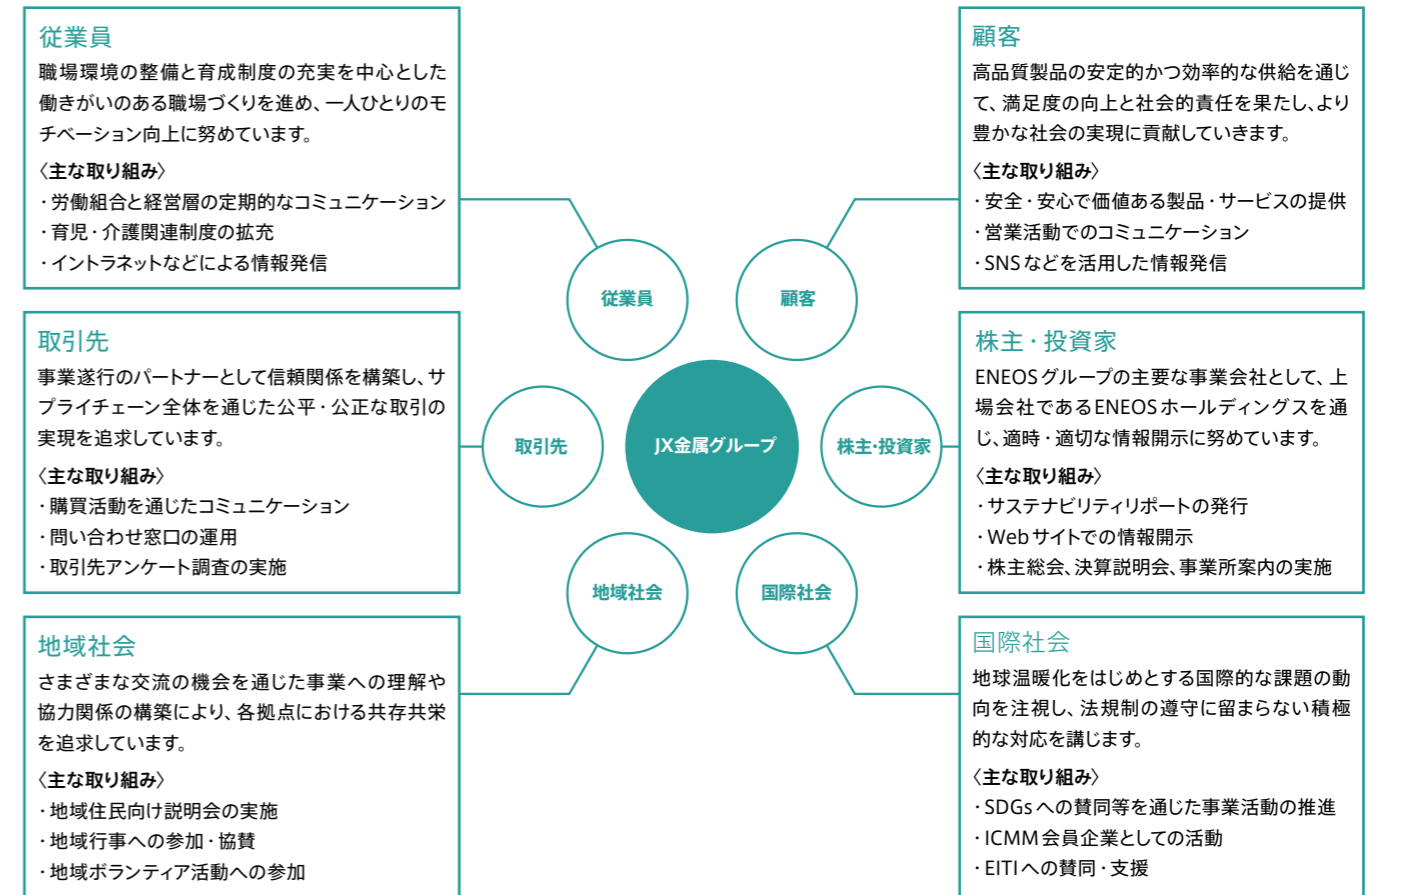 従業員
職場環境の整備と育成制度の充実を中心とした
働きがいのある職場づくりを進め、一人ひとりのモ
チベーション向上に努めています。
〈主な取り組み〉
・労働組合と経営層の定期的なコミュニケーション
・育児・介護関連制度の拡充
・イントラネットなどによる情報発信
取引先
事業遂行のパートナーとして信頼関係を構築し、サ
プライチェーン全体を通じた公平・公正な取引の
実現を追求しています。
〈主な取り組み〉
・購買活動を通じたコミュニケーション
・問い合わせ窓口の運用
・取引先アンケート調査の実施
地域社会
さまざまな交流の機会を通じた事業への理解や
協力関係の構築により、各拠点における共存共栄
を追求しています。
〈主な取り組み〉
・地域住民向け説明会の実施
・地域行事への参加・協賛
・地域ボランティア活動への参加
従業員
顧客
取引先
JX金属グループ
株主・投資家
地域社会
国際社会
顧客
高品質製品の安定的かつ効率的な供給を通じ
て、満足度の向上と社会的責任を果たし、より
豊かな社会の実現に貢献していきます。
〈主な取り組み〉
・安全・安心で価値ある製品・サービスの提供
・営業活動でのコミュニケーション
・SNSなどを活用した情報発信
株主・投資家
ENEOSグループの主要な事業会社として、上
場会社であるENEOSホールディングスを通
じ、適時・適切な情報開示に努めています。
〈主な取り組み〉
・サステナビリティリポートの発行
・Webサイトでの情報開示
・株主総会、決算説明会、事業所案内の実施
国際社会
地球温暖化をはじめとする国際的な課題の動
向を注視し、法規制の遵守に留まらない積極
的な対応を講じます。
〈主な取り組み〉
・SDGsへの賛同等を通じた事業活動の推進
・ICMM会員企業としての活動
・EITIへの賛同・支援